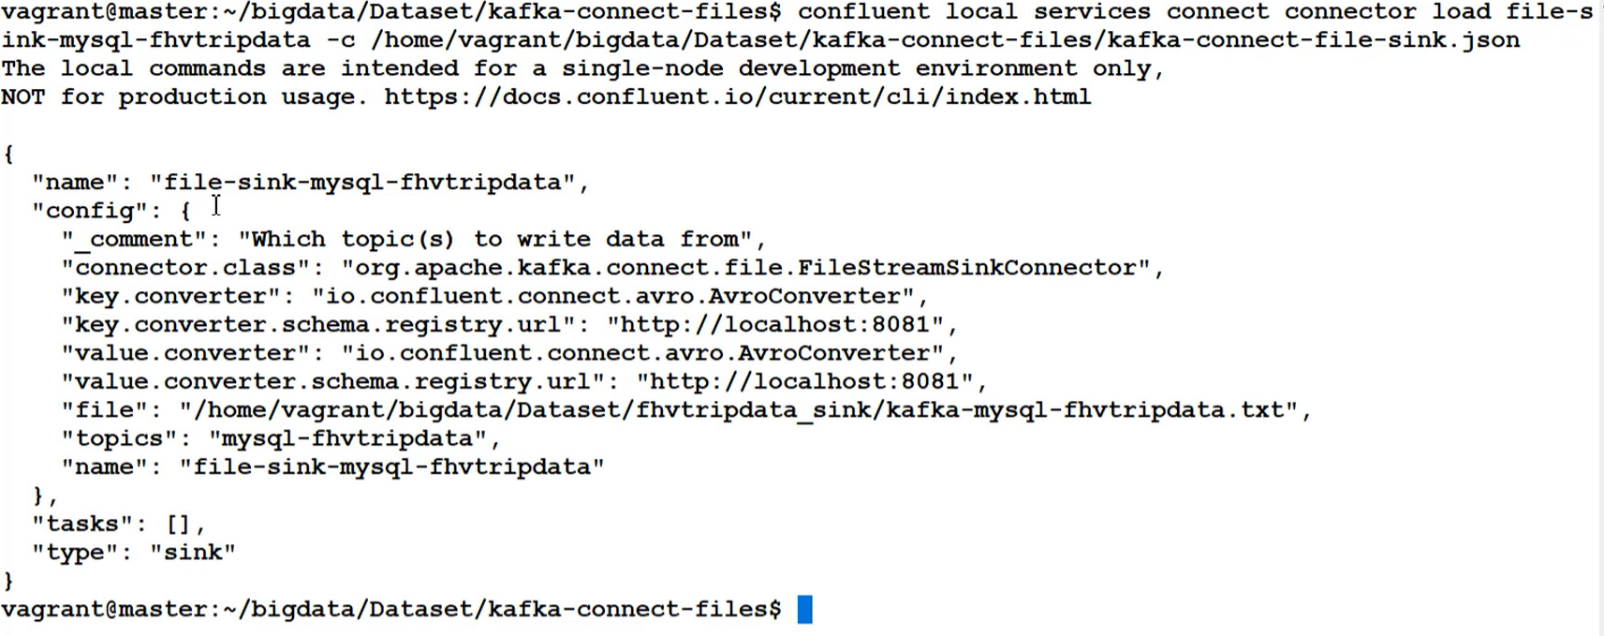 vagrant@master:~/bigdata/Dataset/kafka-connect-files$ confluent local services connect connector load file-s
ink-mysql-fhvtripdata -c /home/vagrant/bigdata/Dataset/kafka-connect-files/kafka-connect-file-sink.json
The local commands are intended for a single-node development environment only,
NOT for production usage. https://docs.confluent.io/current/cli/index.html

{
  "name": "file-sink-mysql-fhvtripdata",
  "config": {
    "_comment": "Which topic(s) to write data from",
    "connector.class": "org.apache.kafka.connect.file.FileStreamSinkConnector",
    "key.converter": "io.confluent.connect.avro.AvroConverter",
    "key.converter.schema.registry.url": "http://localhost:8081",
    "value.converter": "io.confluent.connect.avro.AvroConverter",
    "value.converter.schema.registry.url": "http://localhost:8081",
    "file": "/home/vagrant/bigdata/Dataset/fhvtripdata_sink/kafka-mysql-fhvtripdata.txt",
    "topics": "mysql-fhvtripdata",
    "name": "file-sink-mysql-fhvtripdata"
  },
  "tasks": [],
  "type": "sink"
}
vagrant@master:~/bigdata/Dataset/kafka-connect-files$